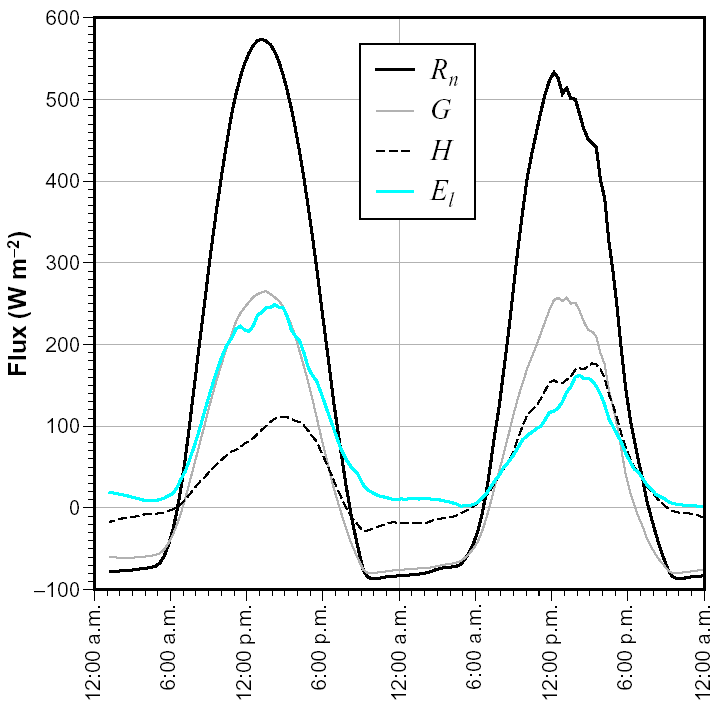 600
500
400
300
200
100
0
–100
Flux (W m–2)
Rn
G
H
El
12:00 a.m.
6:00 a.m.
12:00 p.m.
6:00 p.m.
12:00 a.m.
6:00 a.m.
12:00 p.m.
6:00 p.m.
12:00 a.m.